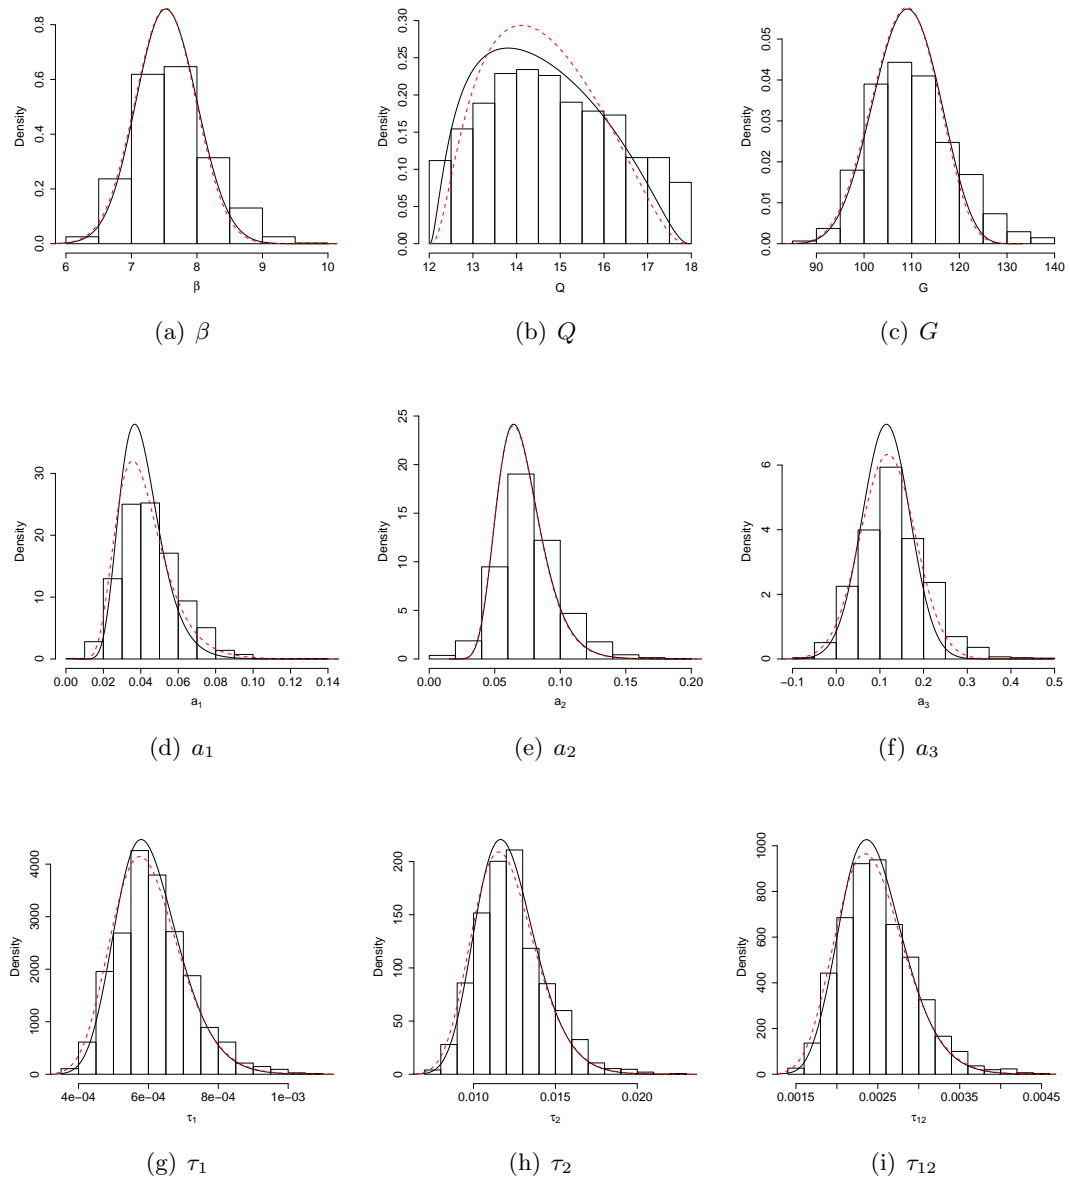 0.0 0.2 0.4 0.6 0.8
Density
6 7 8 9 10
β
0.00 0.05 0.10 0.15 0.20 0.25 0.30
Density
12 13 14 15 16 17 18
Q
0.00 0.01 0.02 0.03 0.04 0.05
Density
90 100 110 120 130 140
G
(a) β
(b) Q
(c) G
0 10 20 30
Density
0.00 0.02 0.04 0.06 0.08 0.10 0.12 0.14
a₁
0 5 10 15 20 25
Density
0.00 0.05 0.10 0.15 0.20
a₂
0 2 4 6
Density
−0.1 0.0 0.1 0.2 0.3 0.4 0.5
a₃
(d) a₁
(e) a₂
(f) a₃
0 1000 2000 3000 4000
Density
4e−04 6e−04 8e−04 1e−03
τ₁
0 50 100 150 200
Density
0.010 0.015 0.020
τ₂
0 200 400 600 800 1000
Density
0.0015 0.0025 0.0035 0.0045
τ₁₂
(g) τ₁
(h) τ₂
(i) τ₁₂